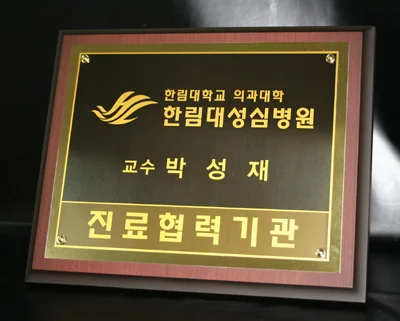 한림대학교 의과대학
한림대성심병원
교수 박 성 재
진료협력기관